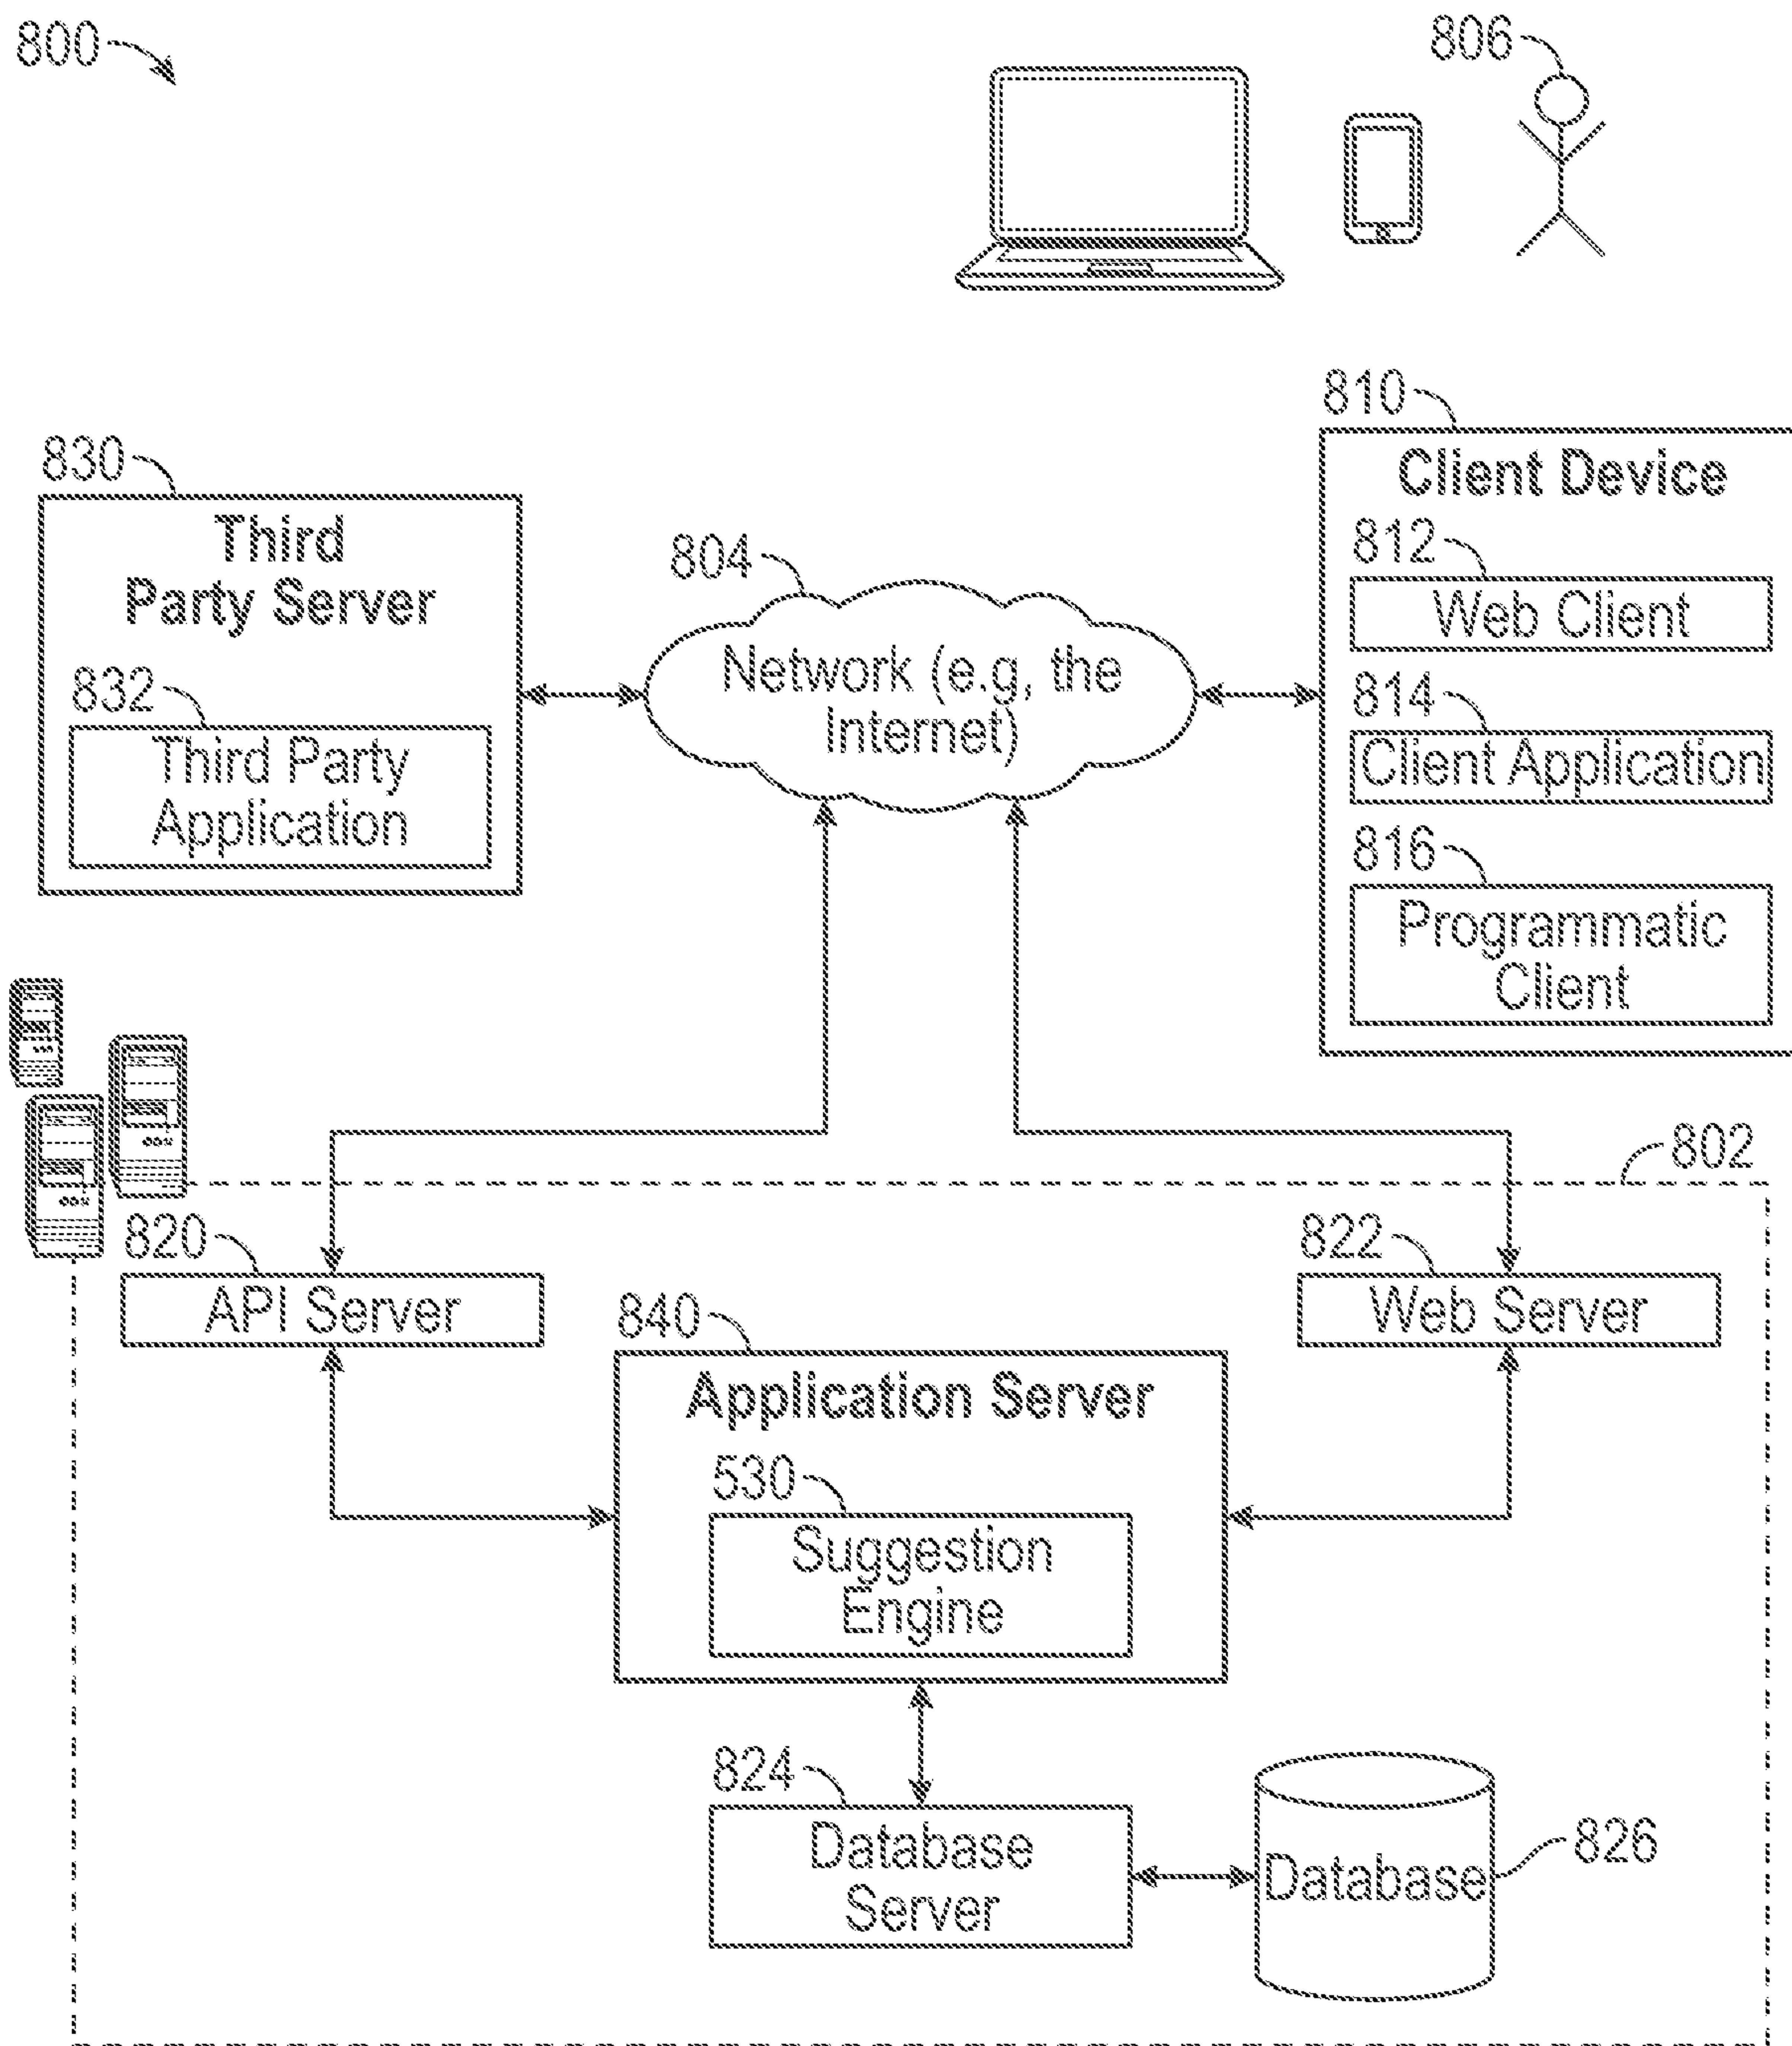 800
806
810
Client Device
812
Web Client
814
Client Application
816
Programmatic
Client
830
Third
Party Server
832
Third Party
Application
804
Network (e.g, the
Internet)
802
820
API Server
822
Web Server
840
Application Server
530
Suggestion
Engine
824
Database
Server
Database
826